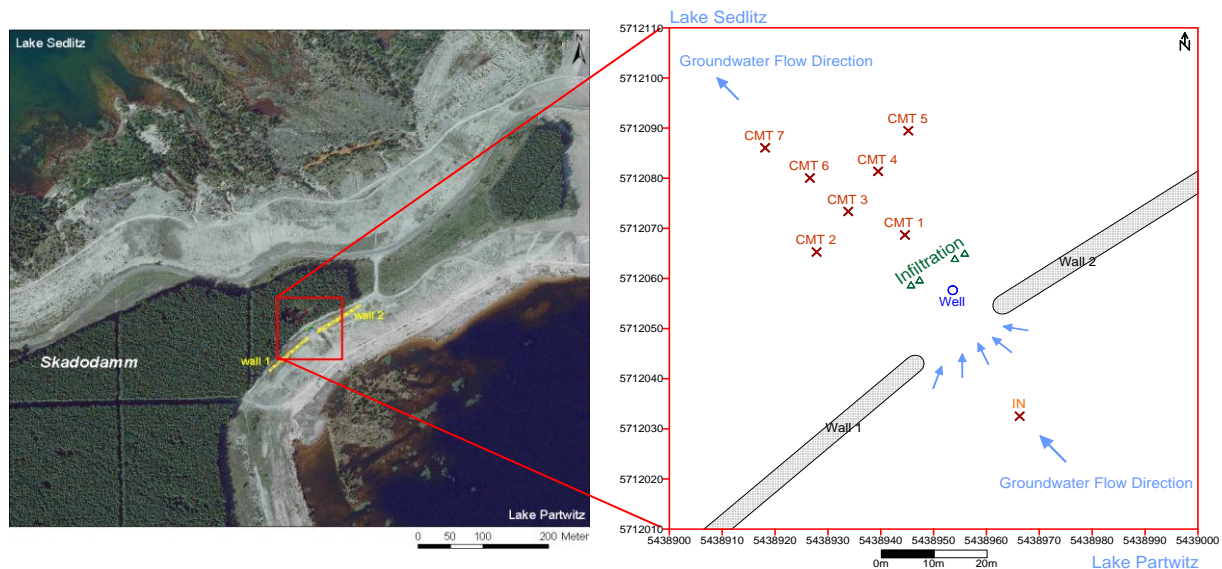 Lake Sedlitz
N
wall 2
wall 1
Skadodamm
Lake Partwitz
0 50 100 200 Meter
Lake Sedlitz
5712110
5712100
5712090
5712080
5712070
5712060
5712050
5712040
5712030
5712020
5712010
N
Groundwater Flow Direction
CMT 5
CMT 7
CMT 6
CMT 4
CMT 3
CMT 1
CMT 2
Infiltration
Wall 2
Well
IN
Wall 1
Groundwater Flow Direction
5438900 5438910 5438920 5438930 5438940 5438950 5438960 5438970 5438980 5438990 5439000
0m 10m 20m
Lake Partwitz